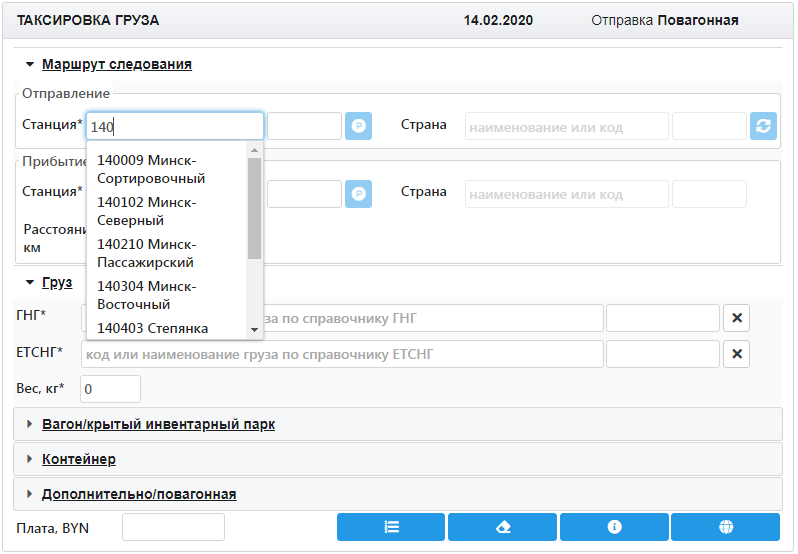 ТАКСИРОВКА ГРУЗА 14.02.2020 Отправка Повагонная
Маршрут следования
Отправление
Станция* 140 Страна наименование или код
140009 Минск-
Сортировочный
140102 Минск-
Северный
140210 Минск-
Пассажирский
140304 Минск-
Восточный
140403 Степянка
Прибытие
Станция* Страна наименование или код
км
Груз
ГНГ* по справочнику ГНГ
ЕТСНГ* код или наименование груза по справочнику ЕТСНГ
Вес, кг* 0
Вагон/крытый инвентарный парк
Контейнер
Дополнительно/повагонная
Плата, BYN